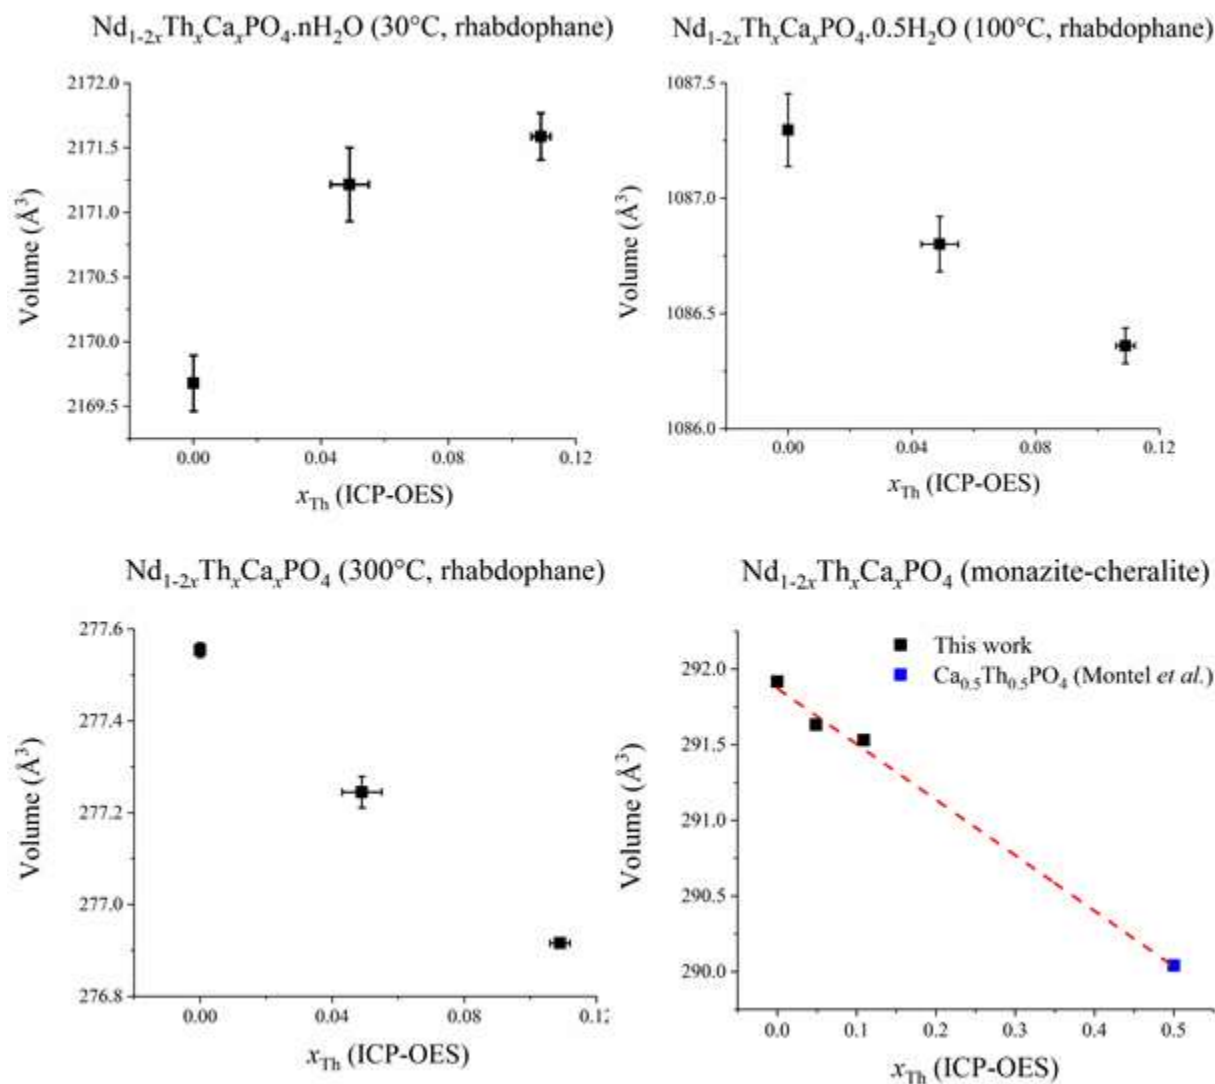 Nd₁₋₂ₓThₓCaₓPO₄.nH₂O (30°C, rhabdophane)
2172.0
2171.5
2171.0
2170.5
2170.0
2169.5
Volume (Å³)
0.00
0.04
0.08
0.12
x_Th (ICP-OES)
Nd₁₋₂ₓThₓCaₓPO₄.0.5H₂O (100°C, rhabdophane)
1087.5
1087.0
1086.5
1086.0
Volume (Å³)
0.00
0.04
0.08
0.12
x_Th (ICP-OES)
Nd₁₋₂ₓThₓCaₓPO₄ (300°C, rhabdophane)
277.6
277.4
277.2
277.0
276.8
Volume (Å³)
0.00
0.04
0.08
0.12
x_Th (ICP-OES)
Nd₁₋₂ₓThₓCaₓPO₄ (monazite-cheralite)
This work
Ca₀.₅Th₀.₅PO₄ (Montel et al.)
292.0
291.5
291.0
290.5
290.0
Volume (Å³)
0.0
0.1
0.2
0.3
0.4
0.5
x_Th (ICP-OES)